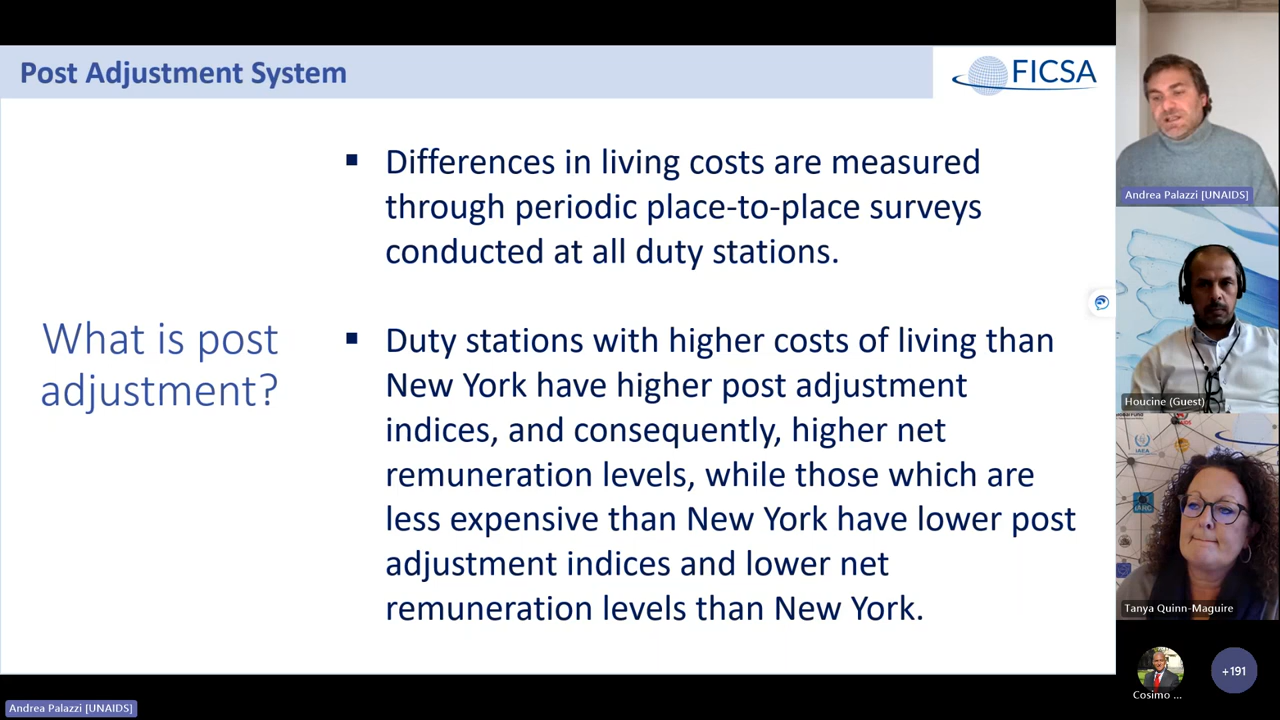 Post Adjustment System
FICSA
What is post
adjustment?
▪ Differences in living costs are measured
through periodic place-to-place surveys
conducted at all duty stations.
▪ Duty stations with higher costs of living than
New York have higher post adjustment
indices, and consequently, higher net
remuneration levels, while those which are
less expensive than New York have lower post
adjustment indices and lower net
remuneration levels than New York.
Andrea Palazzi [UNAIDS]
Houcine (Guest)
IAEA
Tanya Quinn-Maguire
Cosimo ...
+191
Andrea Palazzi [UNAIDS]